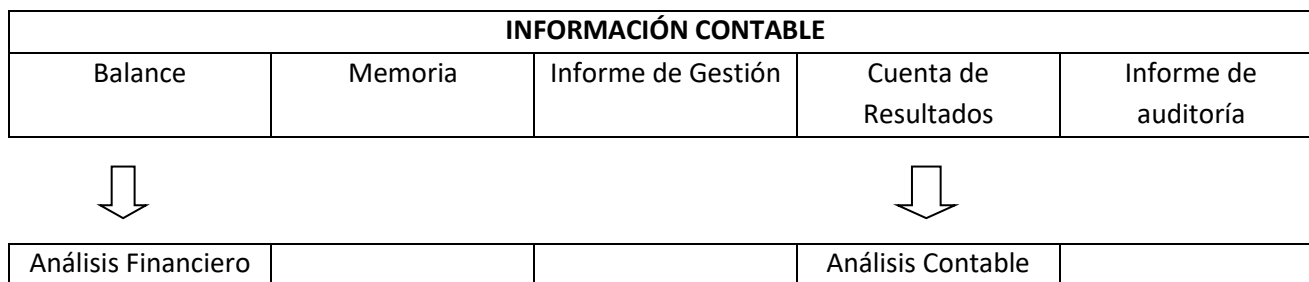 INFORMACIÓN CONTABLE
Balance
Memoria
Informe de Gestión
Cuenta de
Resultados
Informe de
auditoría
Análisis Financiero
Análisis Contable